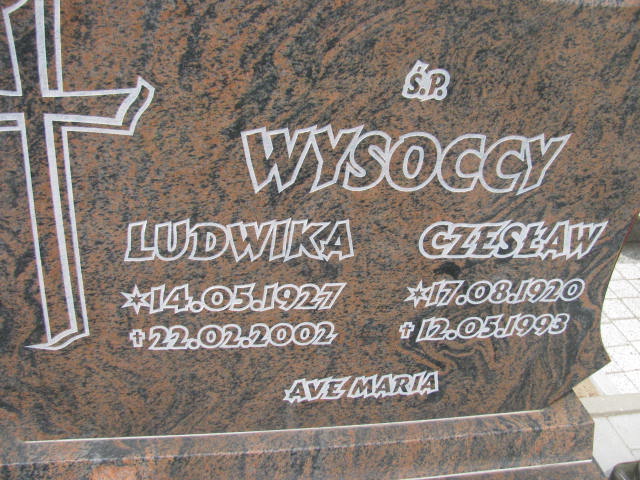 Ś.P.
WYSOCCY
LUDWIKA CZESŁAW
14.05.1927 17.08.1920
22.02.2002 12.05.1993
AVE MARIA